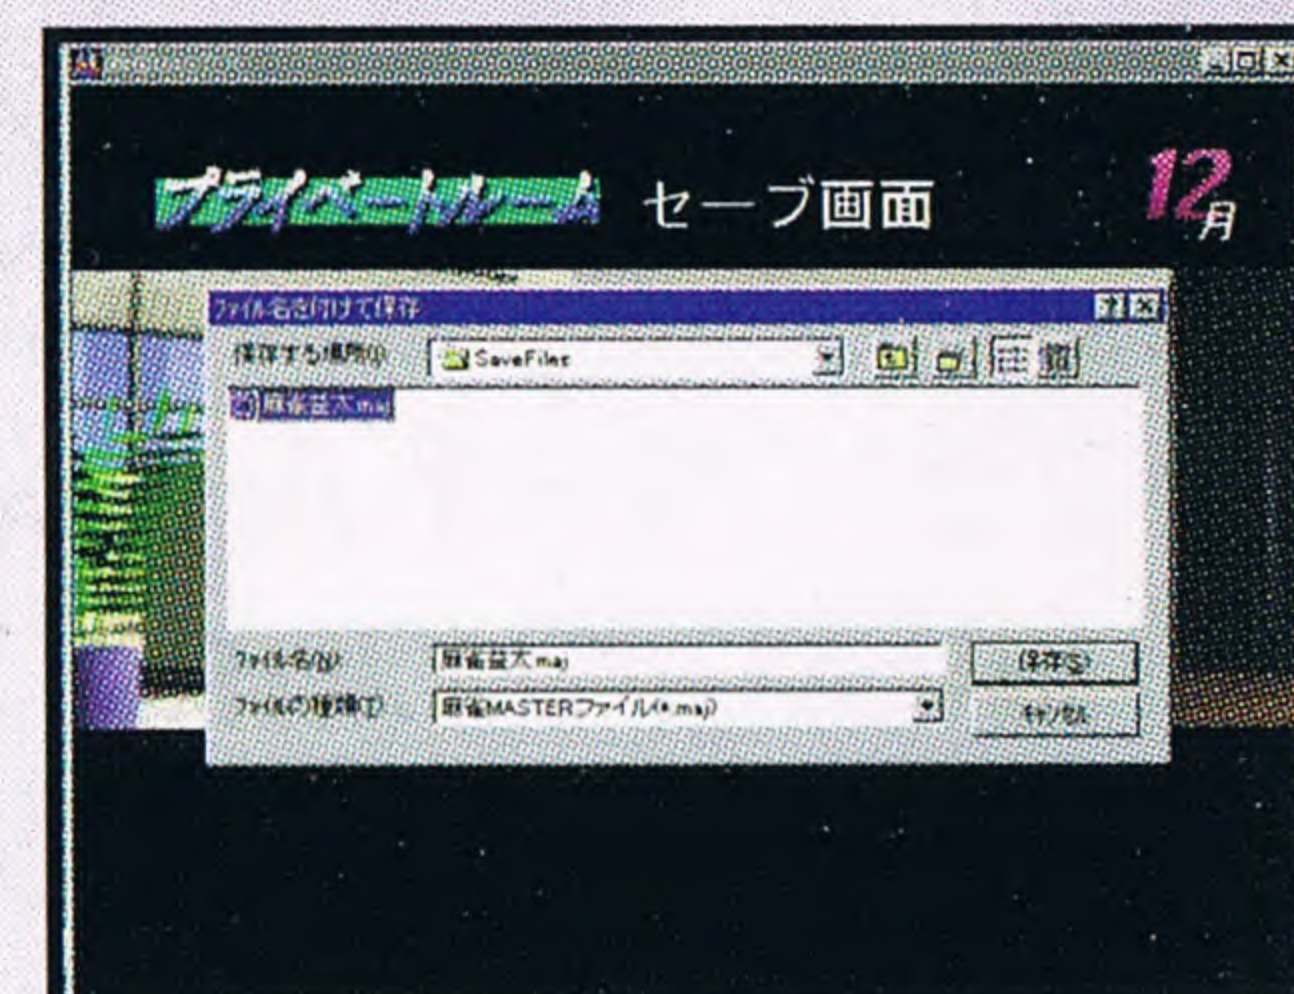 プライベートルーム セーブ画面 12月
ファイル名を付けて保存
保存する場所(I): SaveFiles
麻雀益太.maj
ファイル名(N): 麻雀益太.maj 保存(S)
ファイルの種類(T): 麻雀MASTERファイル(*.maj) キャンセル